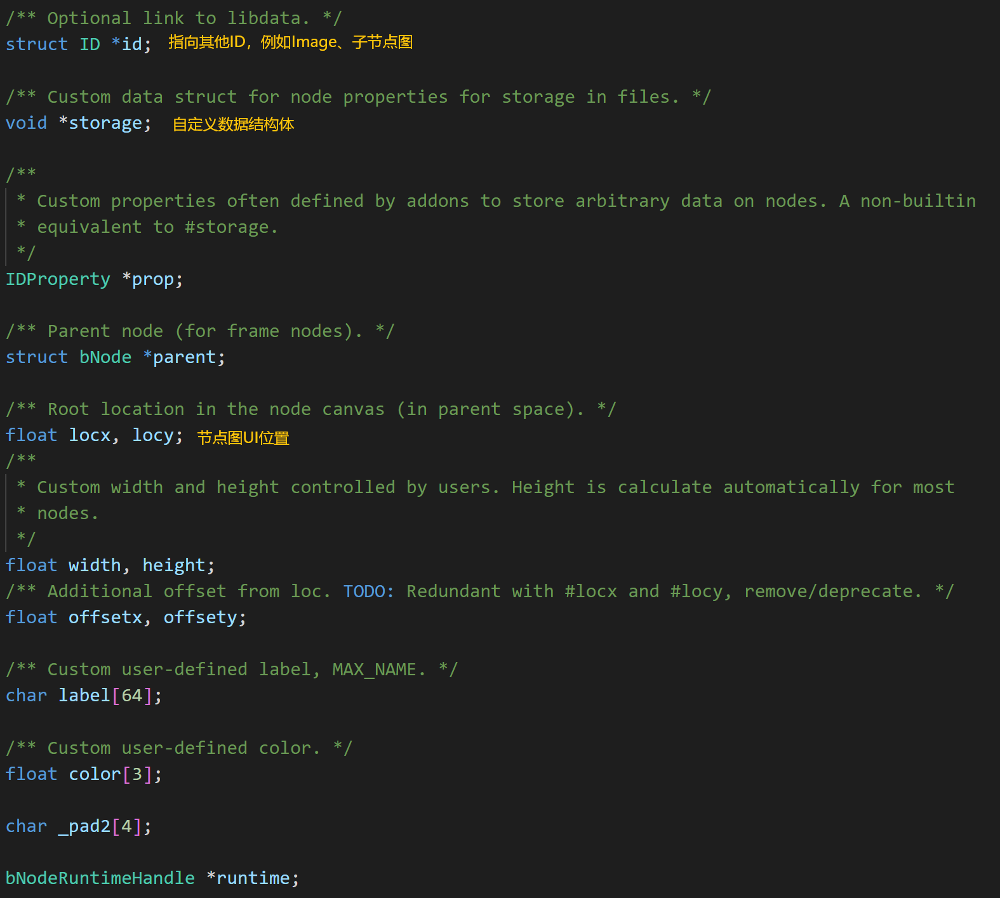 /** Optional link to libdata. */
struct ID *id; 指向其他ID，例如Image、子节点图
/** Custom data struct for node properties for storage in files. */
void *storage; 自定义数据结构体
/**
* Custom properties often defined by addons to store arbitrary data on nodes. A non-builtin
* equivalent to #storage.
*/
IDProperty *prop;
/** Parent node (for frame nodes). */
struct bNode *parent;
/** Root location in the node canvas (in parent space). */
float locx, locy; 节点图UI位置
/**
* Custom width and height controlled by users. Height is calculate automatically for most
* nodes.
*/
float width, height;
/** Additional offset from loc. TODO: Redundant with #locx and #locy, remove/deprecate. */
float offsetx, offsety;
/** Custom user-defined label, MAX_NAME. */
char label[64];
/** Custom user-defined color. */
float color[3];
char _pad2[4];
bNodeRuntimeHandle *runtime;